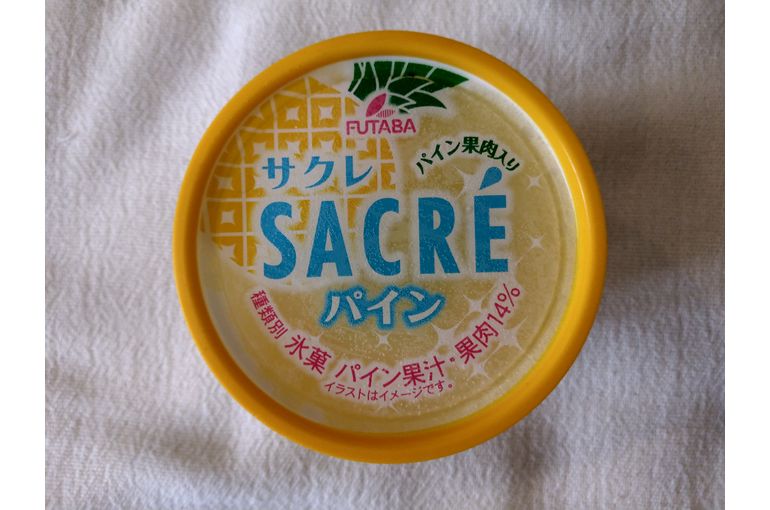 FUTABA
パイン果肉入り
サクレ
SACRÉ
パイン
種類別 氷菓 パイン果汁・果肉14%
イラストはイメージです。